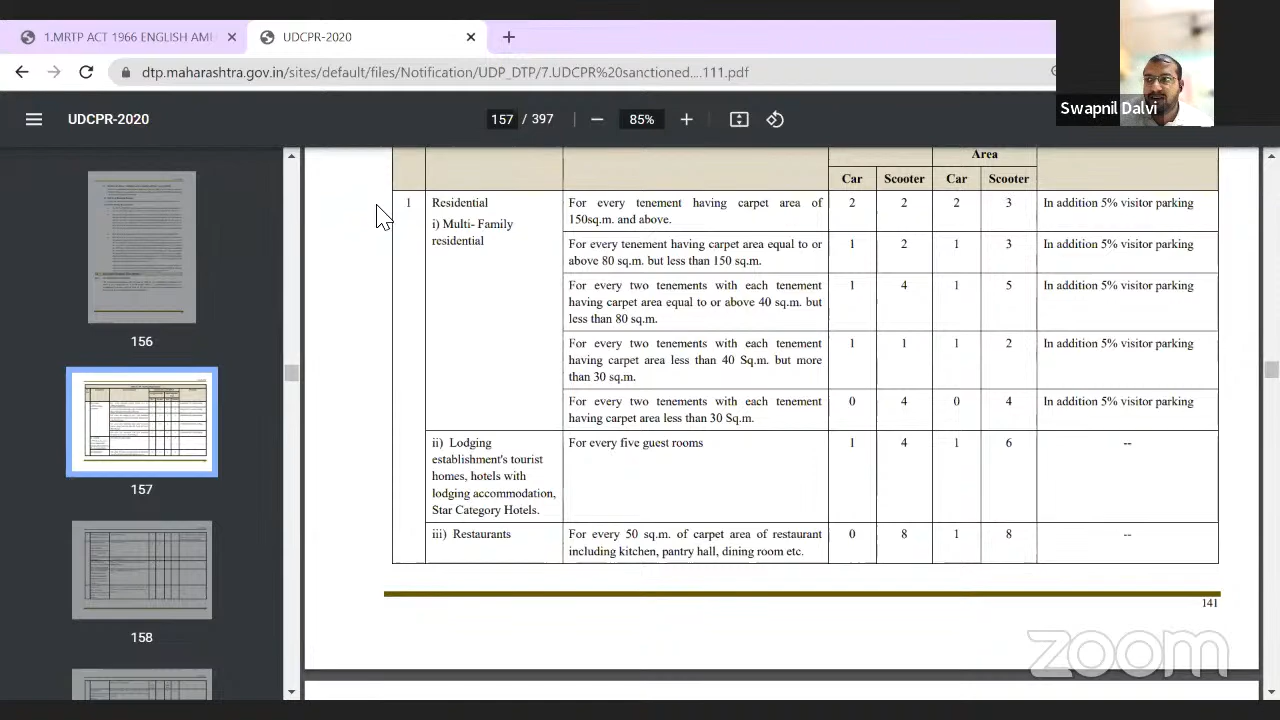 1.MRTP ACT 1966 ENGLISH AM
UDCPR-2020
dtp.maharashtra.gov.in/sites/default/files/Notification/UDP_DTP/7.UDCPR%20sanctioned....111.pdf
Swapnil Dalvi
UDCPR-2020
157 / 397
85%
156
157
158
Area
Car Scooter Car Scooter
1 Residential
i) Multi- Family
residential
For every tenement having carpet area of
150sq.m. and above.
2 2 2 3 In addition 5% visitor parking
For every tenement having carpet area equal to or
above 80 sq.m. but less than 150 sq.m.
1 2 1 3 In addition 5% visitor parking
For every two tenements with each tenement
having carpet area equal to or above 40 sq.m. but
less than 80 sq.m.
1 4 1 5 In addition 5% visitor parking
For every two tenements with each tenement
having carpet area less than 40 Sq.m. but more
than 30 sq.m.
1 1 1 2 In addition 5% visitor parking
For every two tenements with each tenement
having carpet area less than 30 Sq.m.
0 4 0 4 In addition 5% visitor parking
ii) Lodging
establishment's tourist
homes, hotels with
lodging accommodation,
Star Category Hotels.
For every five guest rooms
1 4 1 6 --
iii) Restaurants
For every 50 sq.m. of carpet area of restaurant
including kitchen, pantry hall, dining room etc.
0 8 1 8 --
141
zoom